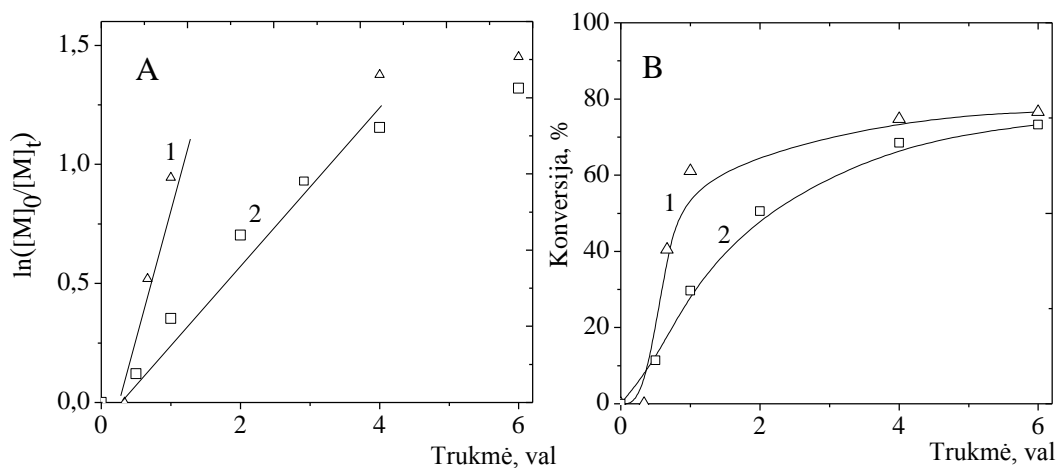 A
1,5
1,0
0,5
0,0
ln([M]0/[M]t)
1
2
0 2 4 6
Trukmė, val
B
100
80
60
40
20
0
Konversija, %
1
2
0 2 4 6
Trukmė, val